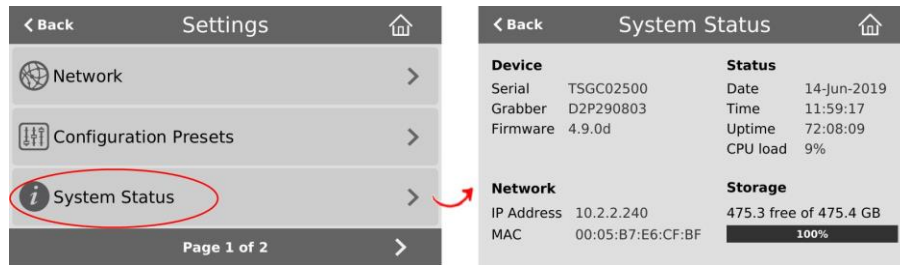 Back Settings
Network
Configuration Presets
System Status
Page 1 of 2
Back System Status
Device
Serial TSGC02500
Grabber D2P290803
Firmware 4.9.0d
Status
Date 14-Jun-2019
Time 11:59:17
Uptime 72:08:09
CPU load 9%
Network
IP Address 10.2.2.240
MAC 00:05:B7:E6:CF:BF
Storage
475.3 free of 475.4 GB
100%